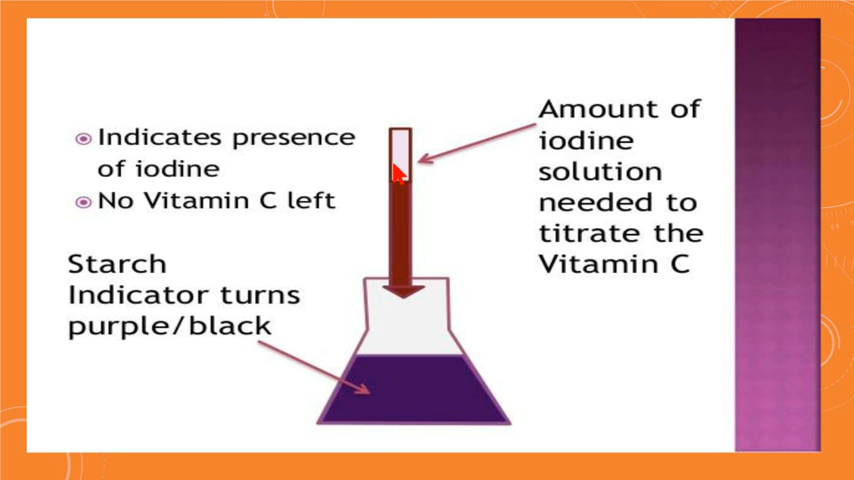 Indicates presence
of iodine
No Vitamin C left
Starch
Indicator turns
purple/black
Amount of
iodine
solution
needed to
titrate the
Vitamin C